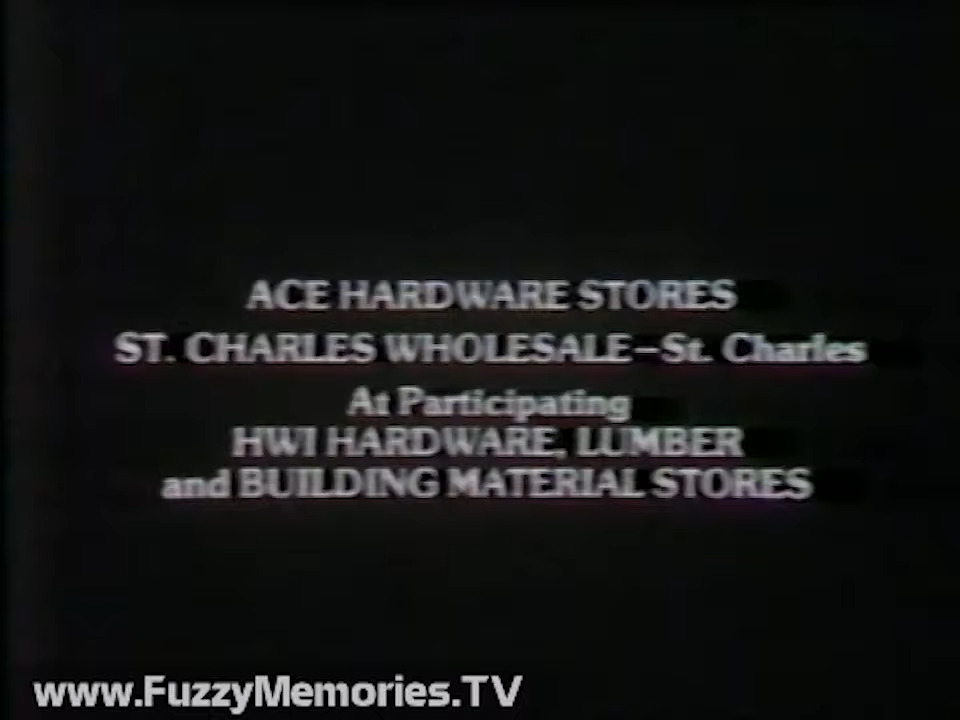 ACE HARDWARE STORES
ST. CHARLES WHOLESALE–St. Charles
At Participating
HWI HARDWARE, LUMBER
and BUILDING MATERIAL STORES
www.FuzzyMemories.TV